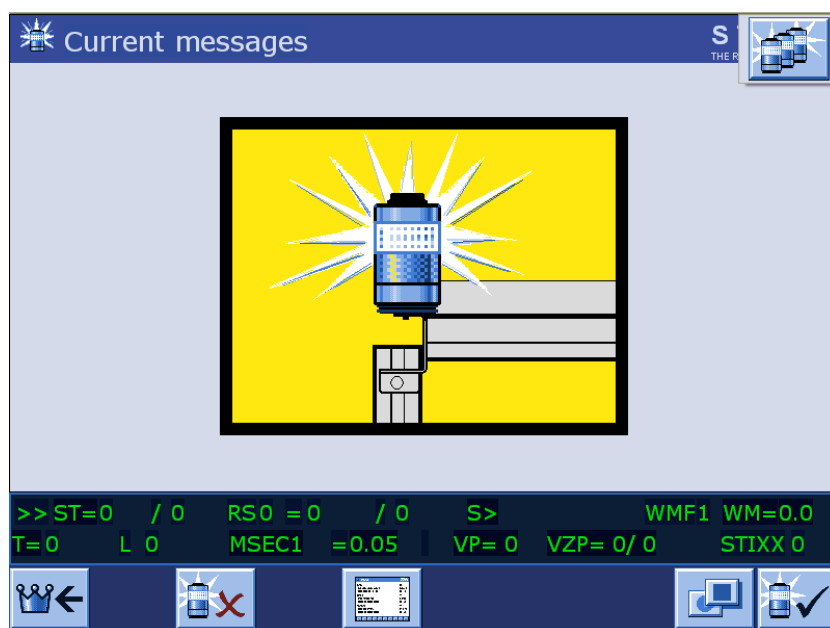 Current messages
S
THE R
>> ST=0 / 0 RS0 =0 / 0 S> WMF1 WM=0.0
T=0 L 0 MSEC1 =0.05 VP= 0 VZP= 0/ 0 STIXX 0